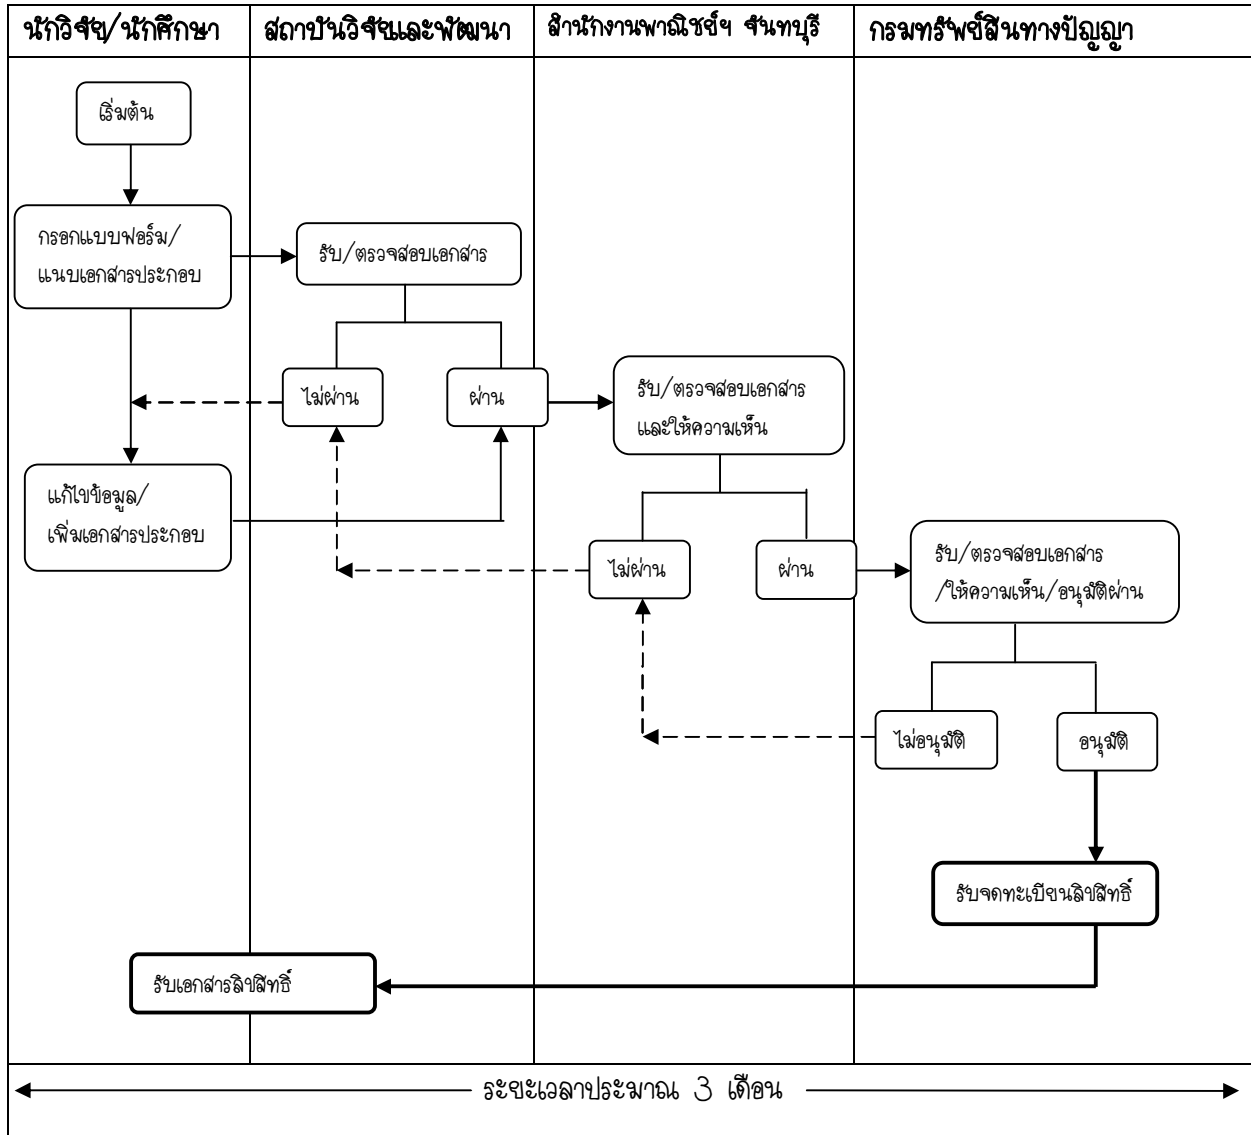 นักวิจัย/นักศึกษา
สถาบันวิจัยและพัฒนา
สำนักงานพาณิชย์ฯ จันทบุรี
กรมทรัพย์สินทางปัญญา
เริ่มต้น
กรอกแบบฟอร์ม/
แนบเอกสารประกอบ
รับ/ตรวจสอบเอกสาร
ไม่ผ่าน
ผ่าน
รับ/ตรวจสอบเอกสาร
และให้ความเห็น
แก้ไขข้อมูล/
เพิ่มเอกสารประกอบ
ไม่ผ่าน
ผ่าน
รับ/ตรวจสอบเอกสาร
/ให้ความเห็น/อนุมัติผ่าน
ไม่อนุมัติ
อนุมัติ
รับจดทะเบียนลิขสิทธิ์
รับเอกสารลิขสิทธิ์
ระยะเวลาประมาณ 3 เดือน